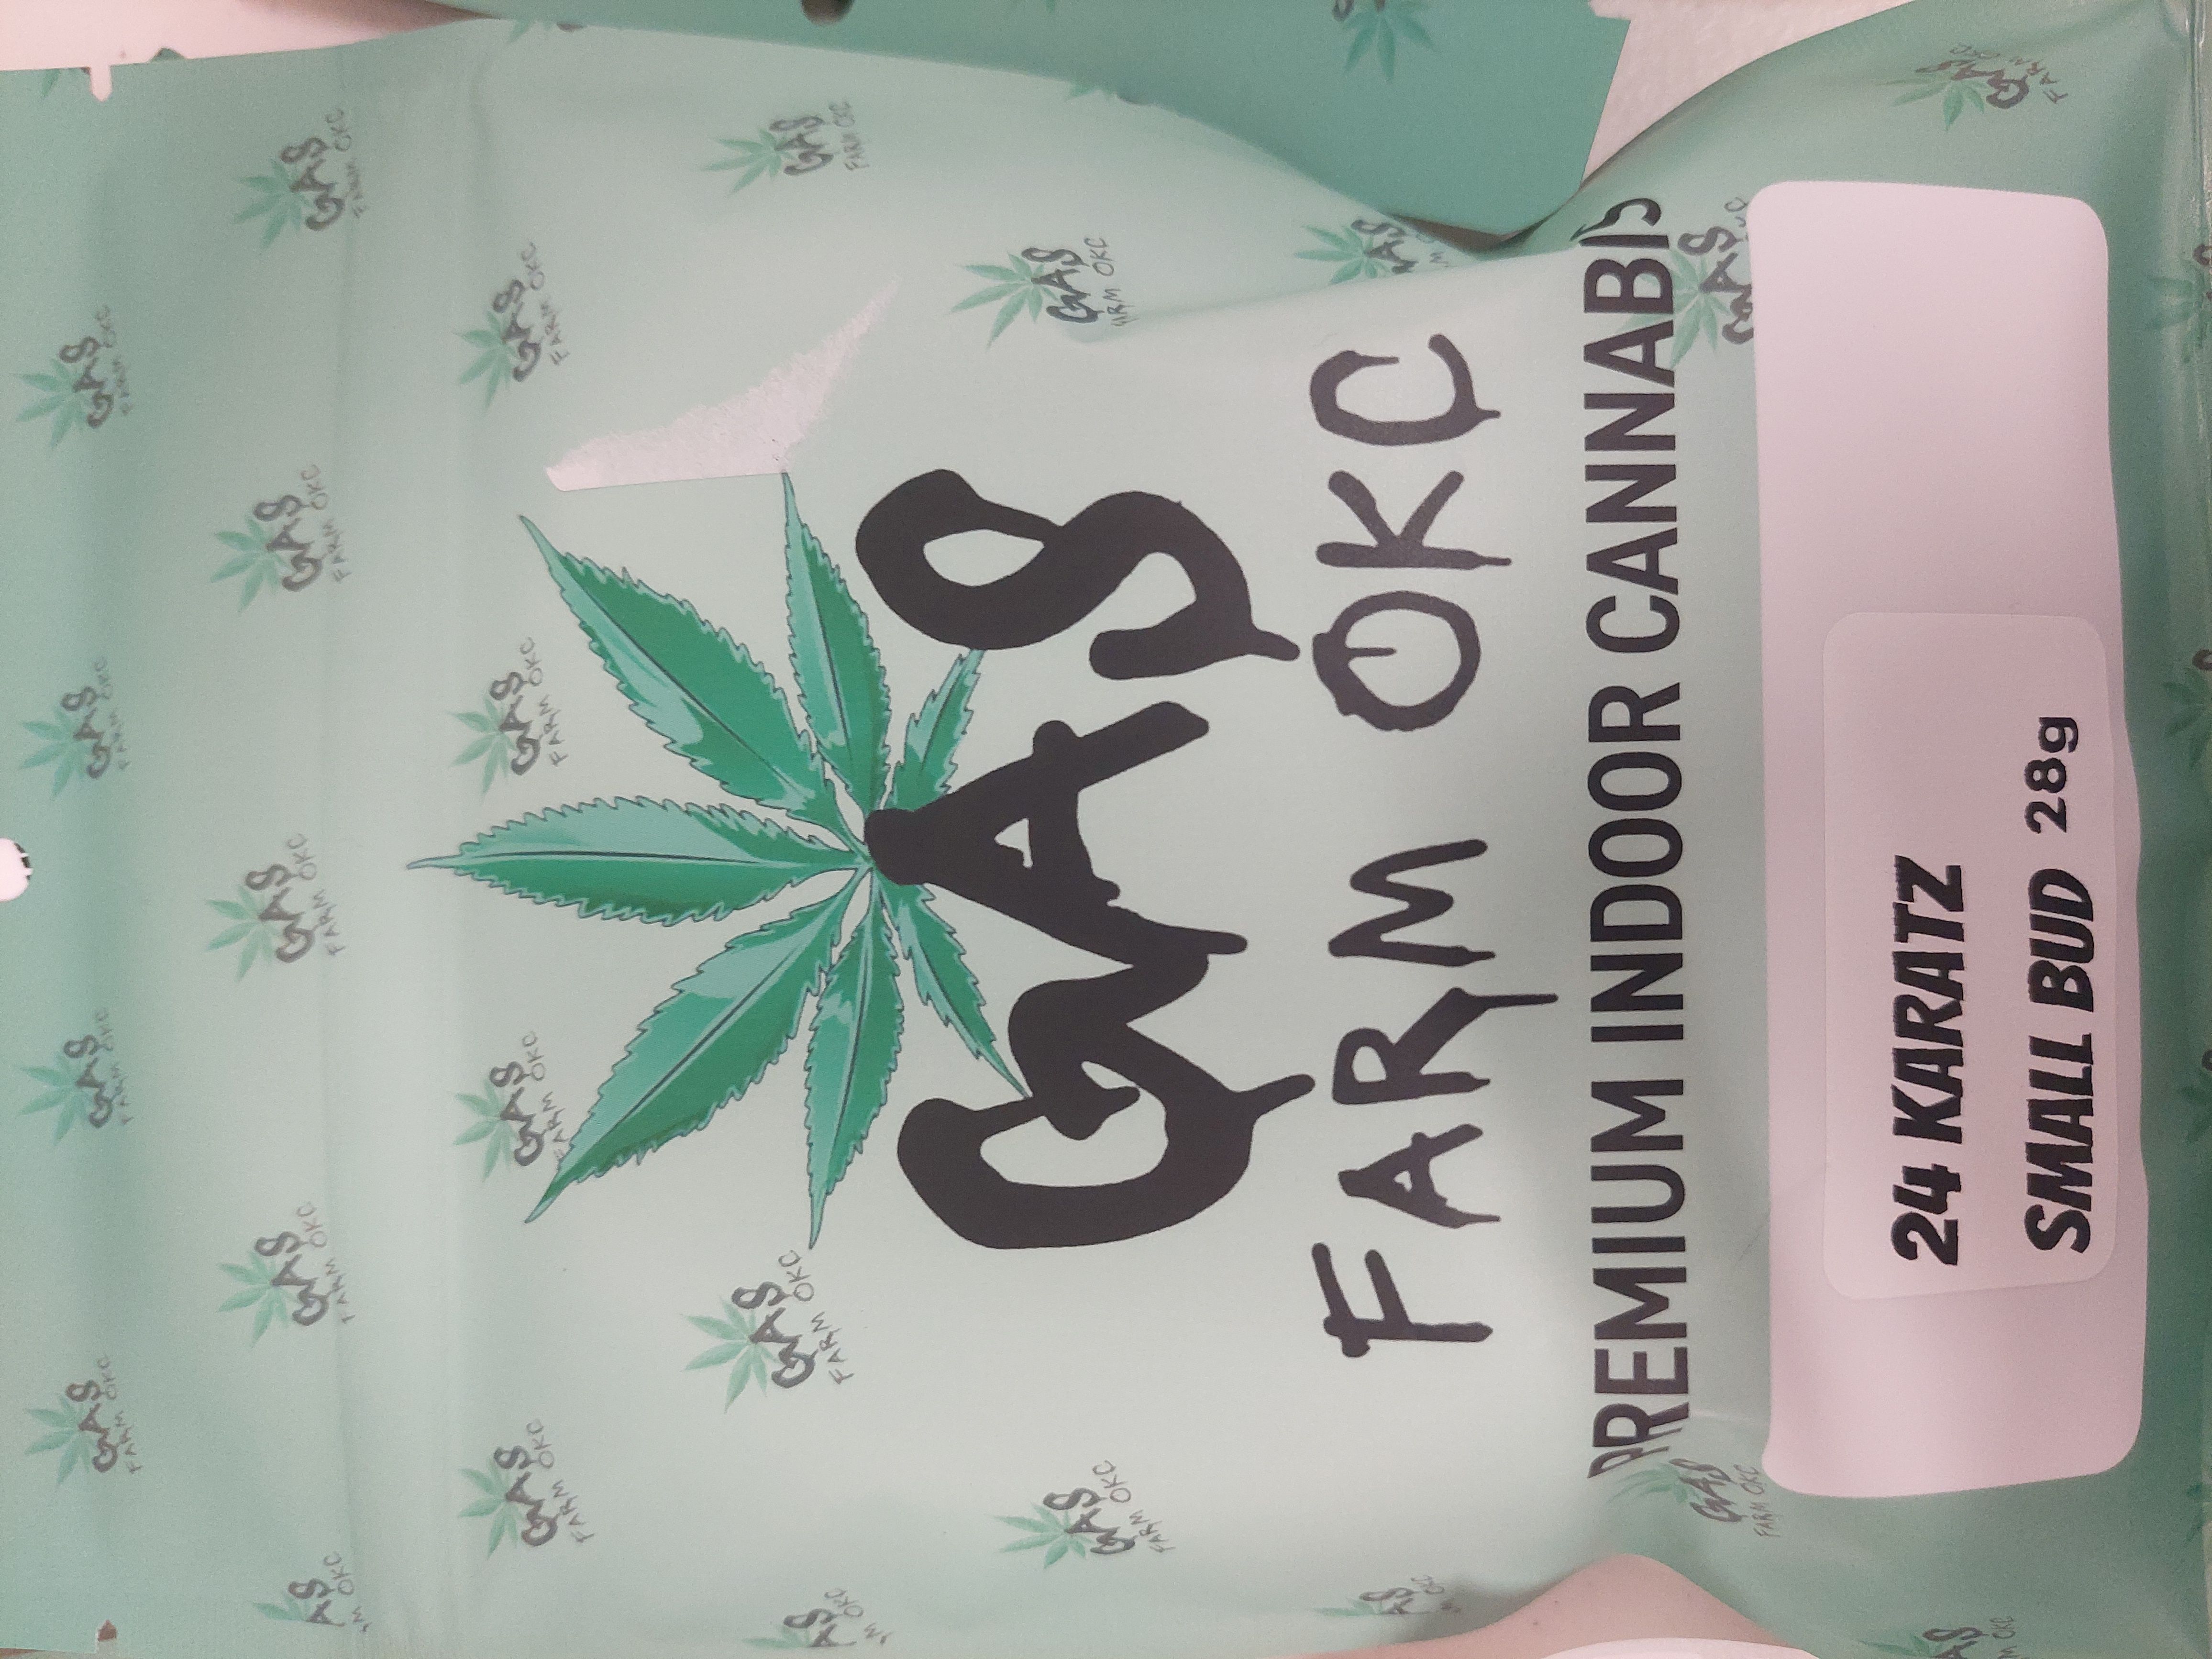 GAS
FARM OKC
PREMIUM INDOOR CANNABIS
24 KARATZ
SMALL BUD 28g